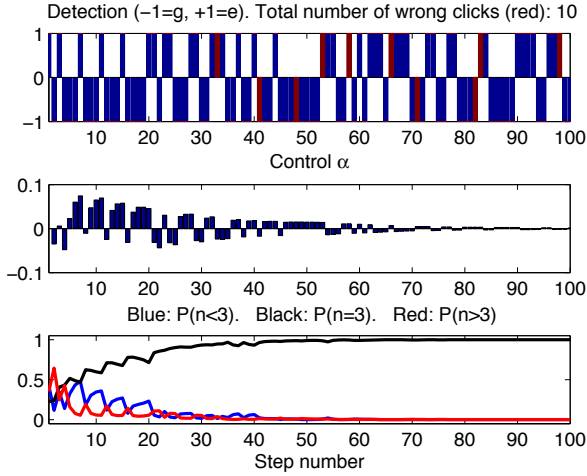 Detection (−1=g, +1=e). Total number of wrong clicks (red): 10
1
0
−1
10 20 30 40 50 60 70 80 90 100
Control α
0.1
0
−0.1
10 20 30 40 50 60 70 80 90 100
Blue: P(n<3). Black: P(n=3). Red: P(n>3)
1
0.5
0
10 20 30 40 50 60 70 80 90 100
Step number